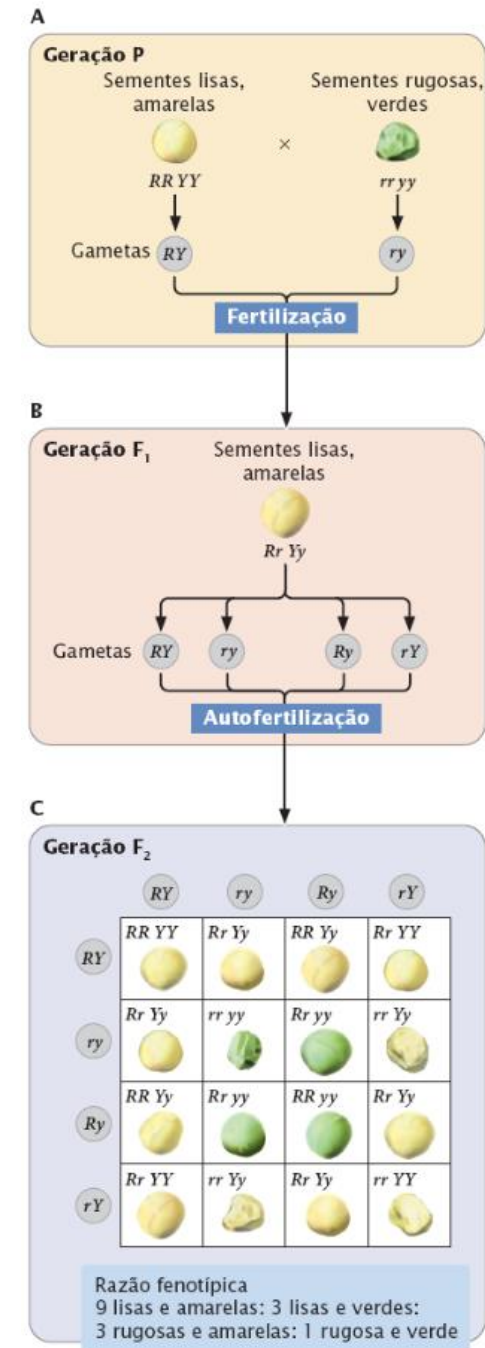 A
Geração P
Sementes lisas,
amarelas
Sementes rugosas,
verdes
×
RR YY
rr yy
Gametas
RY
ry
Fertilização
B
Geração F1
Sementes lisas,
amarelas
Rr Yy
Gametas
RY
ry
Ry
rY
Autofertilização
C
Geração F2
RY ry Ry rY
RY
RR YY Rr Yy RR Yy Rr YY
ry
Rr Yy rr yy Rr yy rr Yy
Ry
RR Yy Rr yy RR yy Rr Yy
rY
Rr YY rr Yy Rr Yy rr YY
Razão fenotípica
9 lisas e amarelas: 3 lisas e verdes:
3 rugosas e amarelas: 1 rugosa e verde